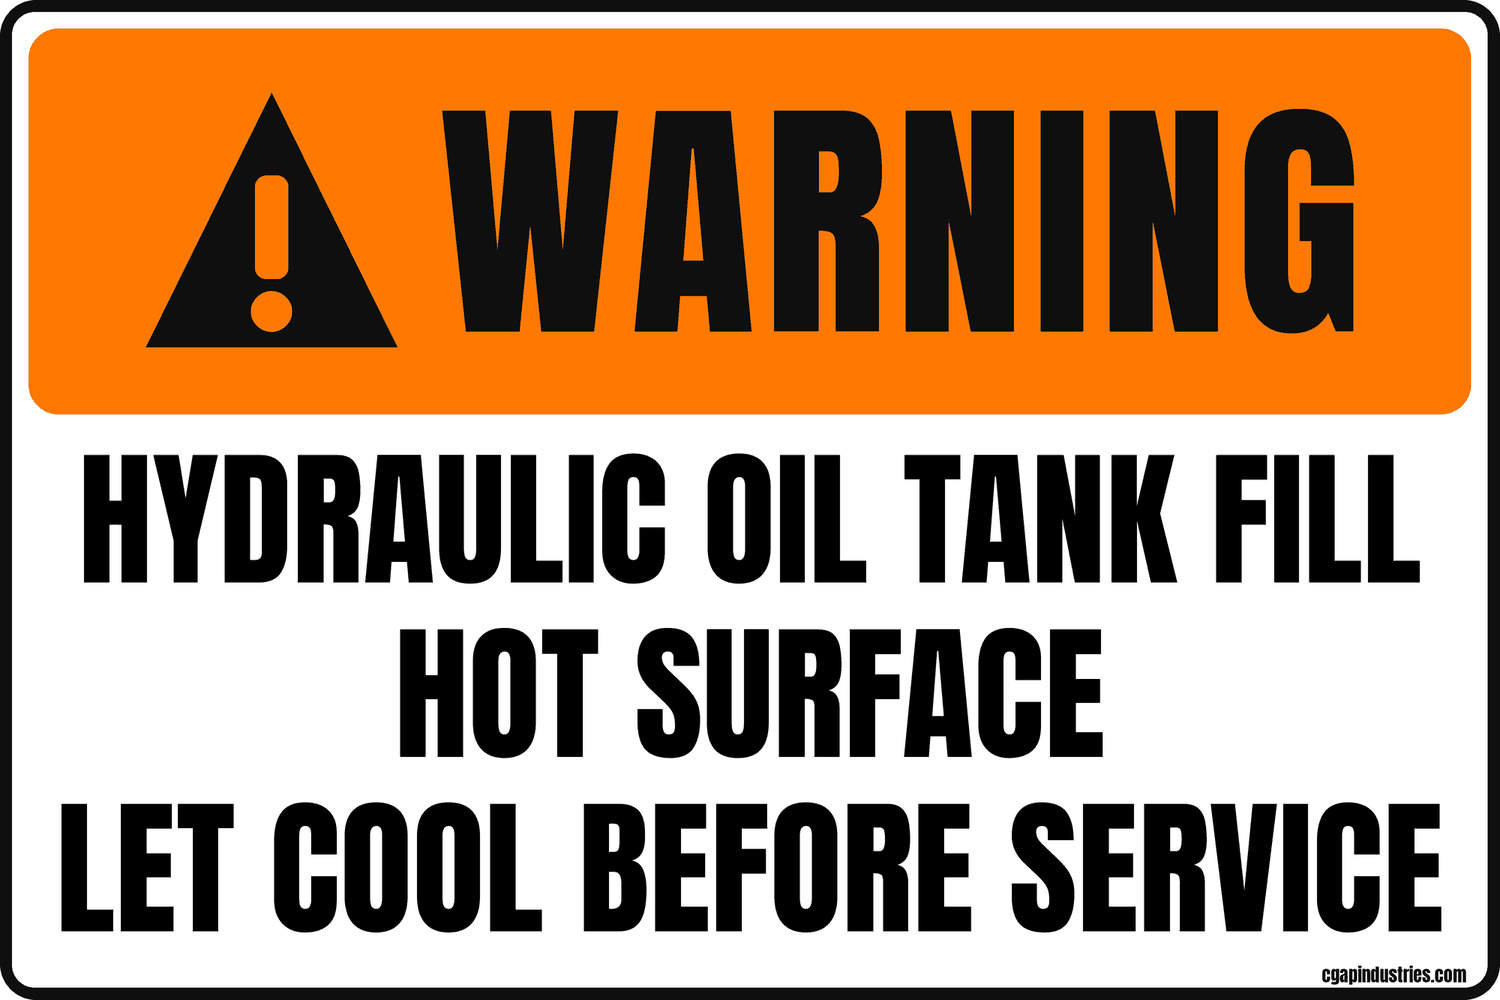 WARNING
HYDRAULIC OIL TANK FILL
HOT SURFACE
LET COOL BEFORE SERVICE
cgapindustries.com